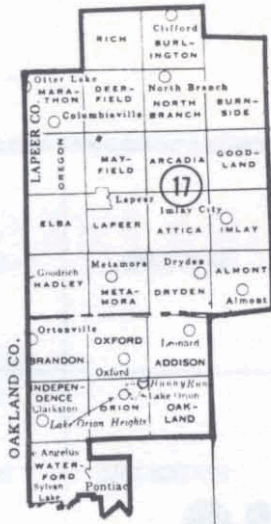 Clifford
RICH
BURL-
INGTON
Otter Lake
North Branch
MARA-
THON
DEER-
FIELD
NORTH
BRANCH
BURN-
SIDE
Columbiaville
LAPEER CO.
OREGON
MAY-
FIELD
ARCADIA
GOOD-
LAND
17
Lapeer
Imlay City
ELBA
LAPEER
ATTICA
IMLAY
Goodrich
HADLEY
Metamora
META-
MORA
Dryden
DRYDEN
ALMONT
Almont
OAKLAND CO.
Ortonville
BRANDON
OXFORD
Oxford
Leonard
ADDISON
INDEPEN-
DENCE
Clarkston
Bunny Run
Lake Orion
ORION
OAK-
LAND
Lake Orion Heights
Angelus
WATER-
FORD
Sylvan
Lake
Pontiac